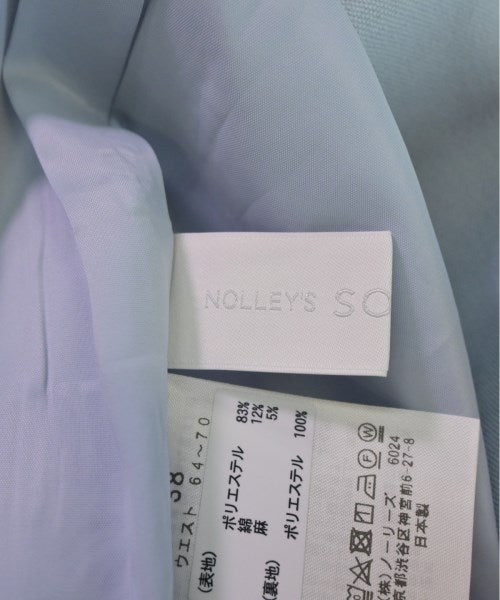 NOLLEY'S SO
38
ウエスト 64~70
(表地) ポリエステル 83%
綿 12%
麻 5%
(裏地) ポリエステル 100%
(株)ノーリーズ 6024
京都渋谷区神宮前6-27-8
日本製